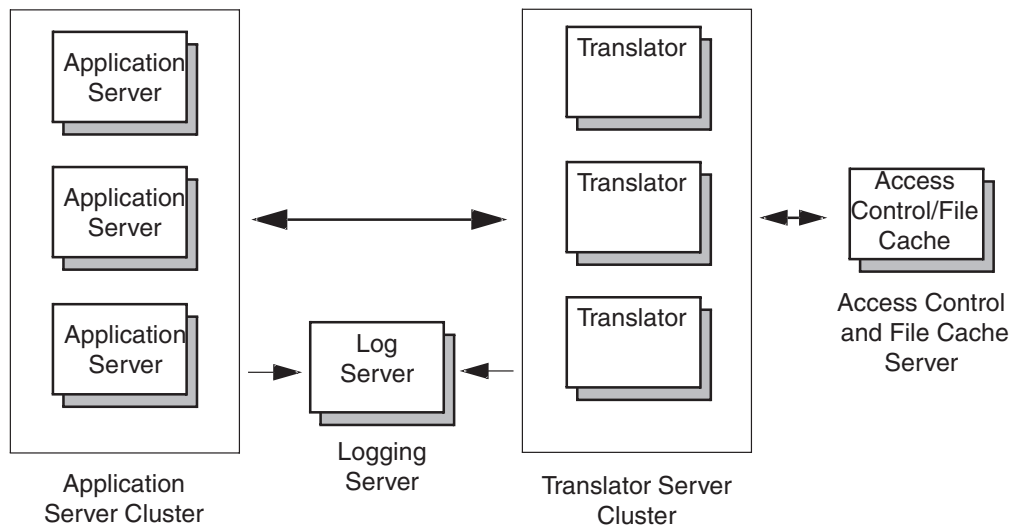 Application
Server
Application
Server
Application
Server
Application
Server Cluster
Log
Server
Logging
Server
Translator
Translator
Translator
Translator Server
Cluster
Access
Control/File
Cache
Access Control
and File Cache
Server